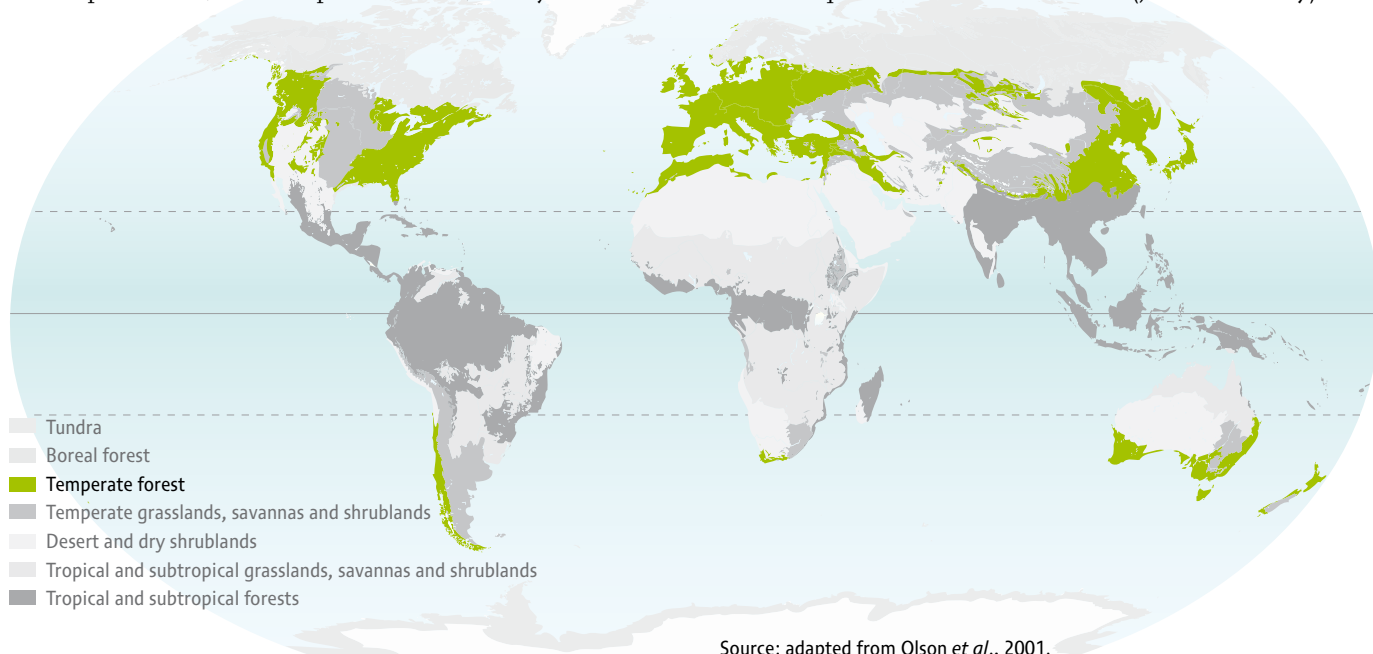 Tundra
Boreal forest
Temperate forest
Temperate grasslands, savannas and shrublands
Desert and dry shrublands
Tropical and subtropical grasslands, savannas and shrublands
Tropical and subtropical forests
Source: adapted from Olson et al., 2001.